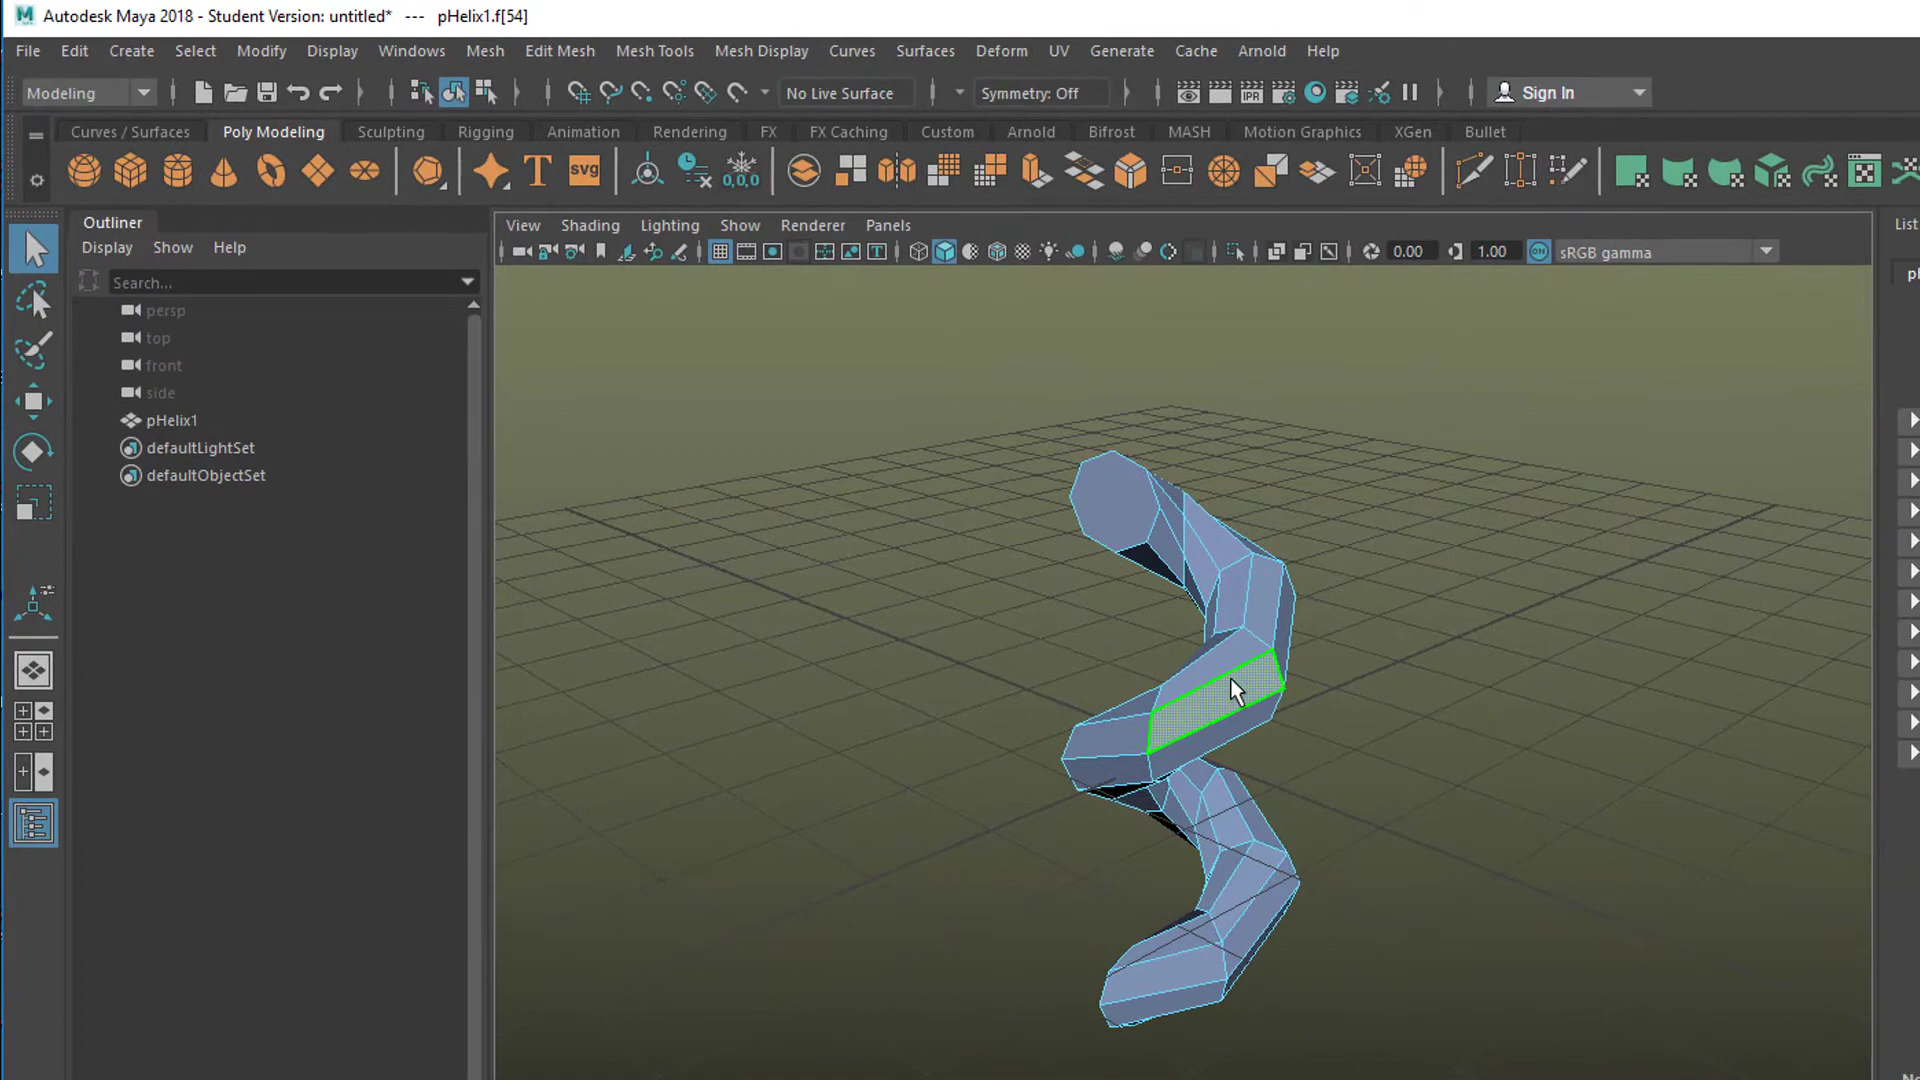 Autodesk Maya 2018 - Student Version: untitled*   ---   pHelix1.f[54]
File Edit Create Select Modify Display Windows Mesh Edit Mesh Mesh Tools Mesh Display Curves Surfaces Deform UV Generate Cache Arnold Help
Modeling No Live Surface Symmetry: Off Sign In
IPR
Curves / Surfaces Poly Modeling Sculpting Rigging Animation Rendering FX FX Caching Custom Arnold Bifrost MASH Motion Graphics XGen Bullet
T svg 0,0,0
Outliner
View Shading Lighting Show Renderer Panels
List
Display Show Help
T 0.00 1.00 ON sRGB gamma
Search...
persp
top
front
side
pHelix1
defaultLightSet
defaultObjectSet